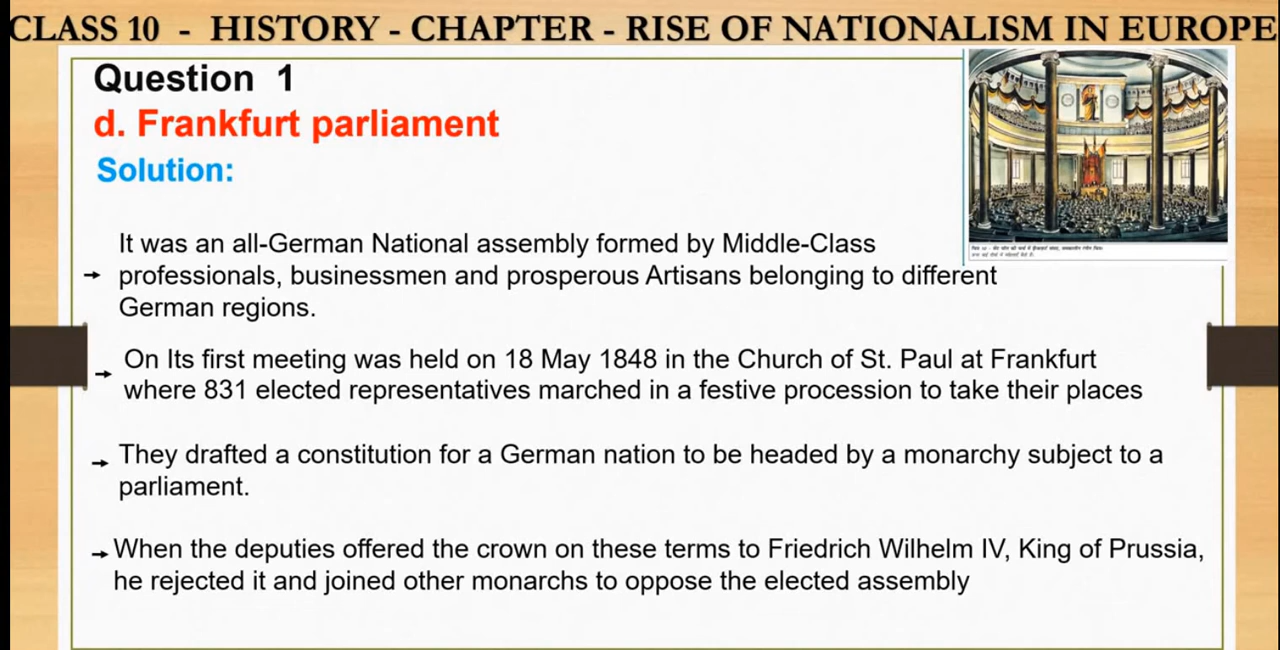 CLASS 10 - HISTORY - CHAPTER - RISE OF NATIONALISM IN EUROPE
Question 1
d. Frankfurt parliament
Solution:
It was an all-German National assembly formed by Middle-Class
→ professionals, businessmen and prosperous Artisans belonging to different
German regions.
→ On Its first meeting was held on 18 May 1848 in the Church of St. Paul at Frankfurt
where 831 elected representatives marched in a festive procession to take their places
→ They drafted a constitution for a German nation to be headed by a monarchy subject to a
parliament.
→ When the deputies offered the crown on these terms to Friedrich Wilhelm IV, King of Prussia,
he rejected it and joined other monarchs to oppose the elected assembly